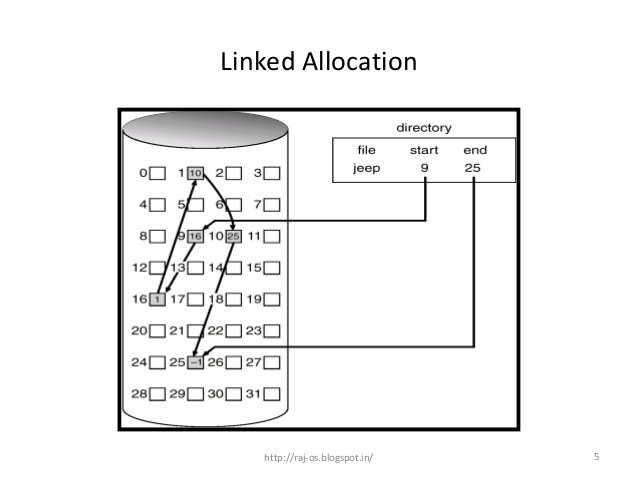 Linked Allocation
directory
file start end
jeep 9 25
0 1 10 2 3
4 5 6 7
8 9 16 10 25 11
12 13 14 15
16 1 17 18 19
20 21 22 23
24 25 -1 26 27
28 29 30 31
http://raj-os.blogspot.in/ 5